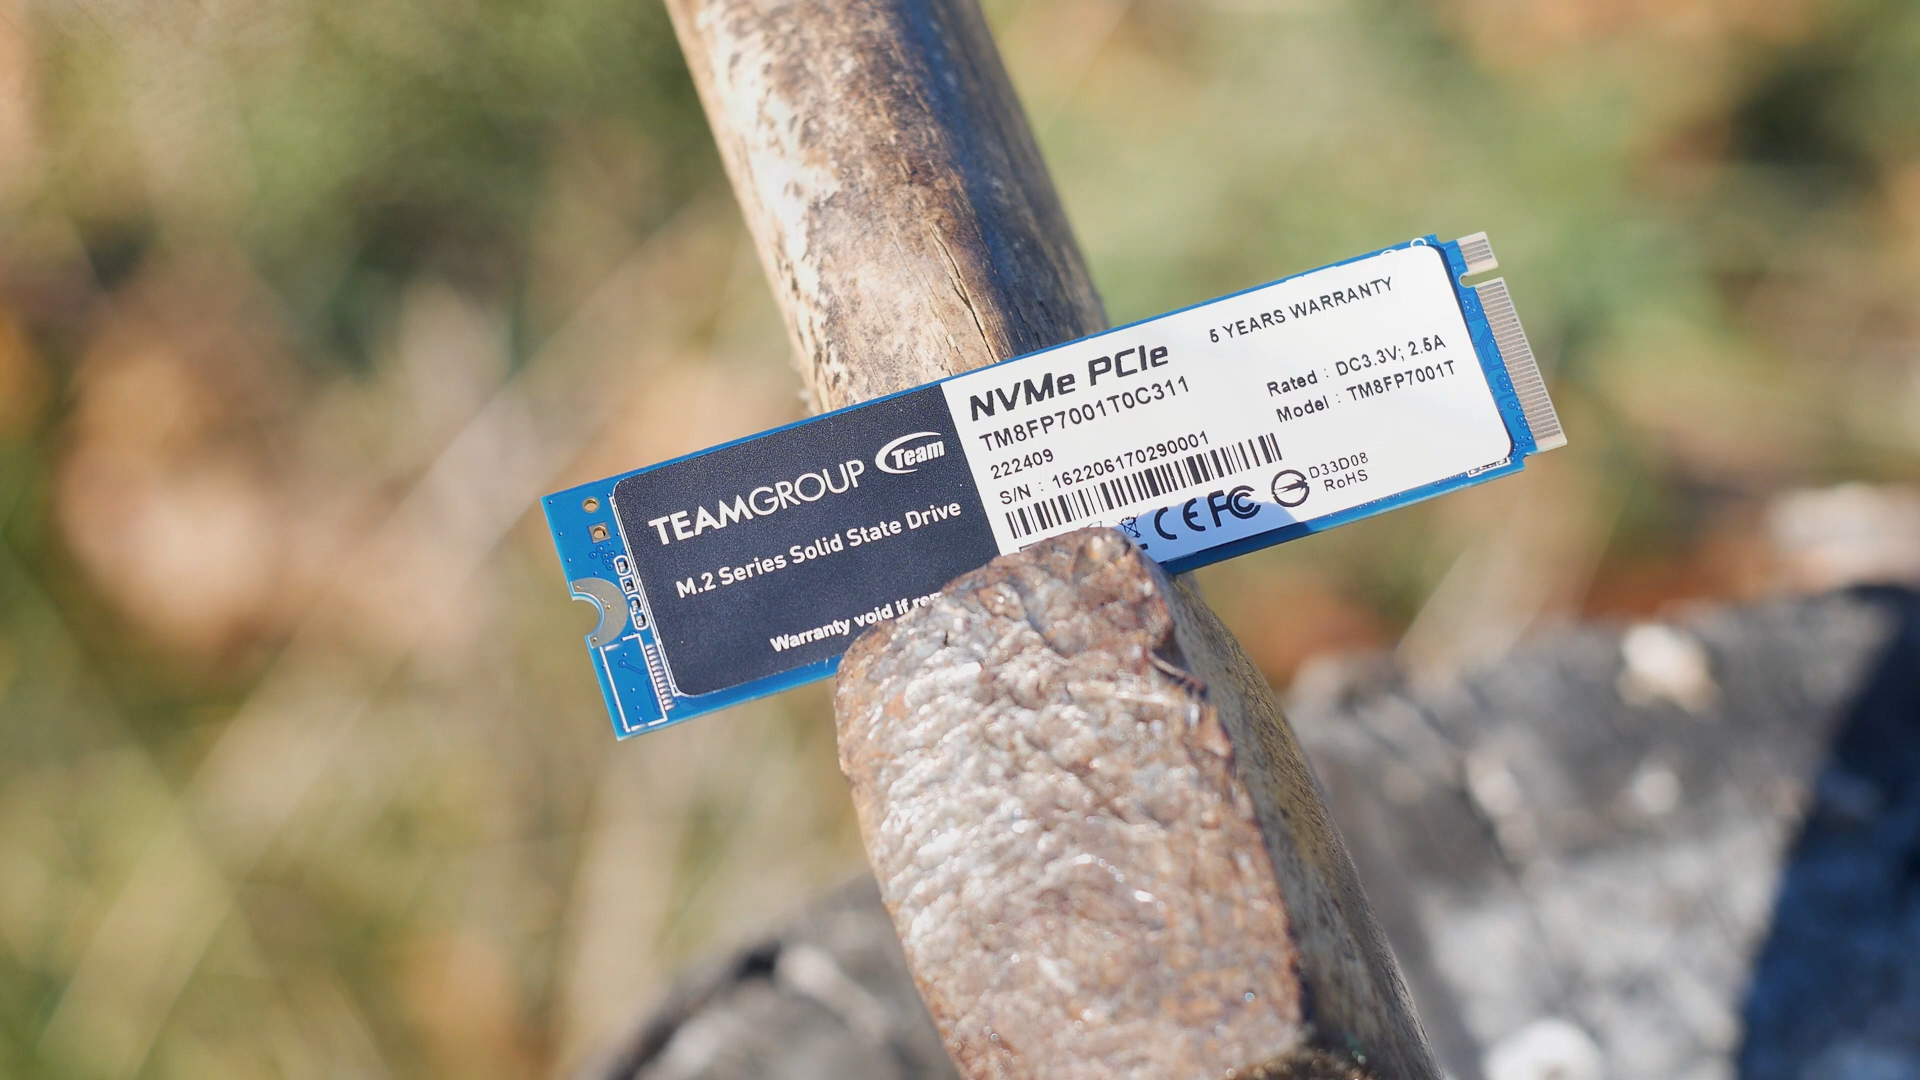 TEAMGROUP Team
M.2 Series Solid State Drive
Warranty void if
NVMe PCIe
TM8FP7001T0C311
222409
S/N : 162206170290001
5 YEARS WARRANTY
Rated : DC3.3V; 2.5A
Model : TM8FP7001T
CE FC
D33D08
RoHS